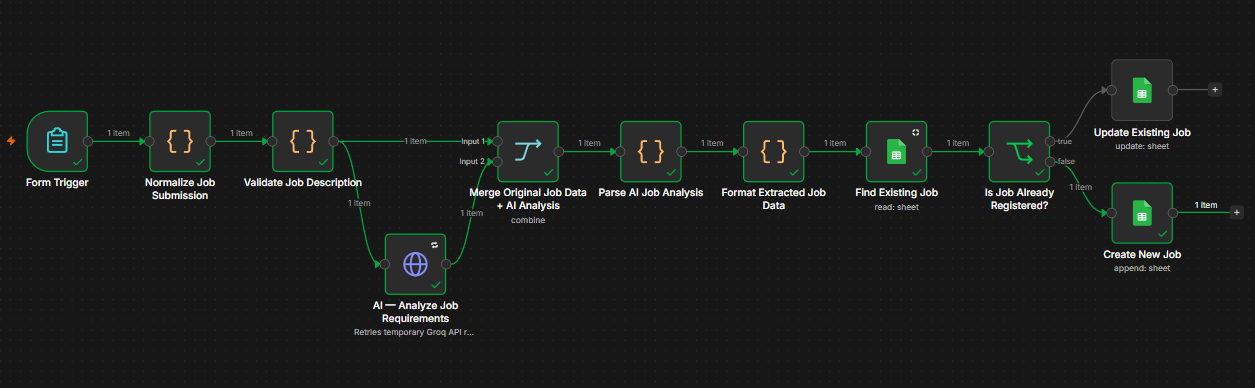 Form Trigger
1 item
Normalize Job
Submission
1 item
Validate Job Description
1 item
Input 1
Input 2
1 item
AI — Analyze Job
Requirements
Retries temporary Groq API r...
1 item
Merge Original Job Data
+ AI Analysis
combine
1 item
Parse AI Job Analysis
1 item
Format Extracted Job
Data
1 item
Find Existing Job
read: sheet
1 item
Is Job Already
Registered?
true
false
Update Existing Job
update: sheet
1 item
Create New Job
append: sheet
1 item